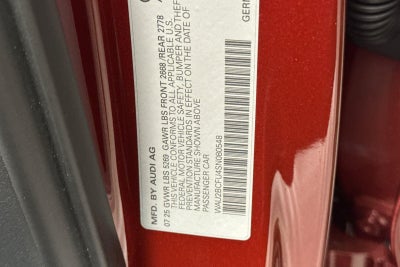 MFD. BY AUDI AG
07.25 GVWR LBS 5269 GAWR LBS FRONT 2668 /REAR 2778
THIS VEHICLE CONFORMS TO ALL APPLICABLE U.S.
FEDERAL MOTOR VEHICLE SAFETY, BUMPER AND THEFT
PREVENTION STANDARDS IN EFFECT ON THE DATE OF
MANUFACTURE SHOWN ABOVE
PASSENGER CAR
WAU2BCFU4SN080548
GERM